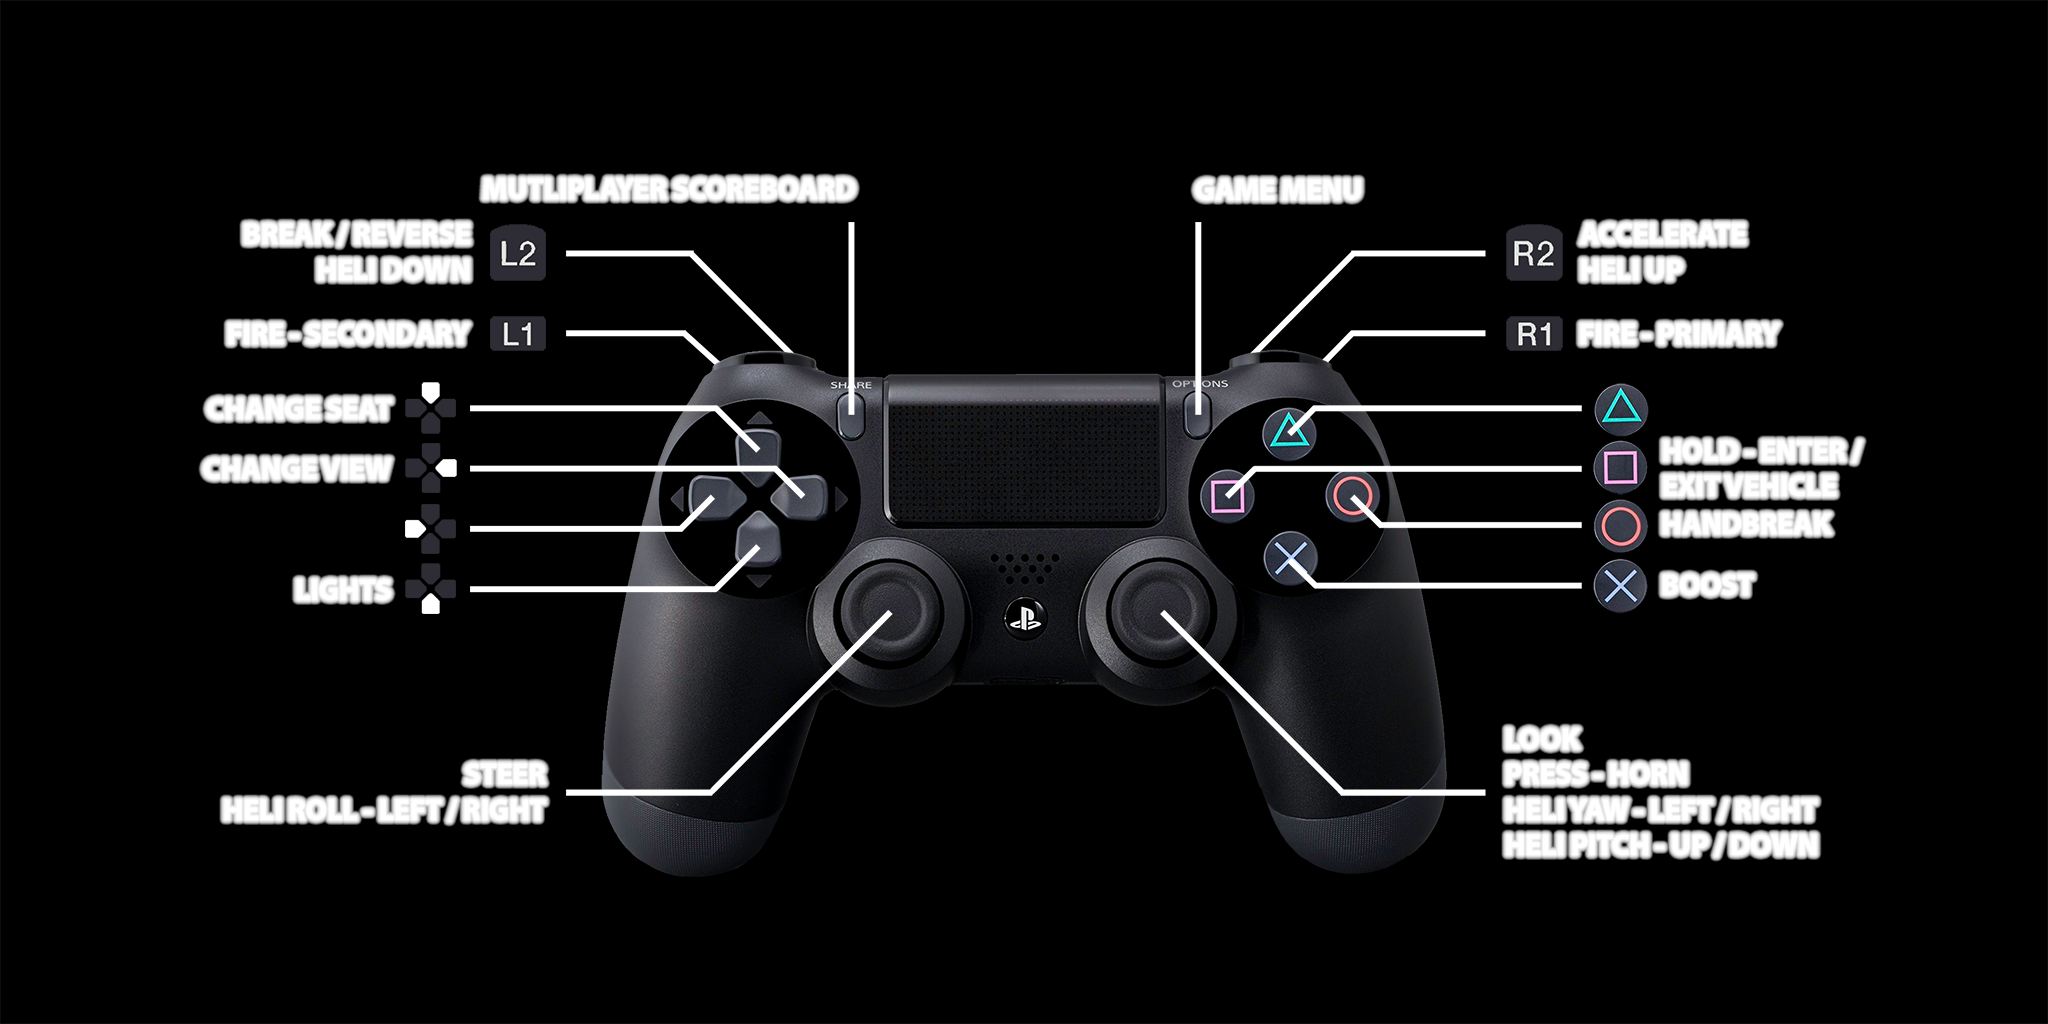 MUTLIPLAYER SCOREBOARD
GAME MENU
BREAK / REVERSE
HELI DOWN
L2
R2
ACCELERATE
HELI UP
FIRE - SECONDARY
L1
R1
FIRE - PRIMARY
SHARE
OPTIONS
CHANGE SEAT
CHANGE VIEW
HOLD - ENTER /
EXIT VEHICLE
HANDBREAK
LIGHTS
BOOST
STEER
HELI ROLL - LEFT / RIGHT
LOOK
PRESS - HORN
HELI YAW - LEFT / RIGHT
HELI PITCH - UP / DOWN